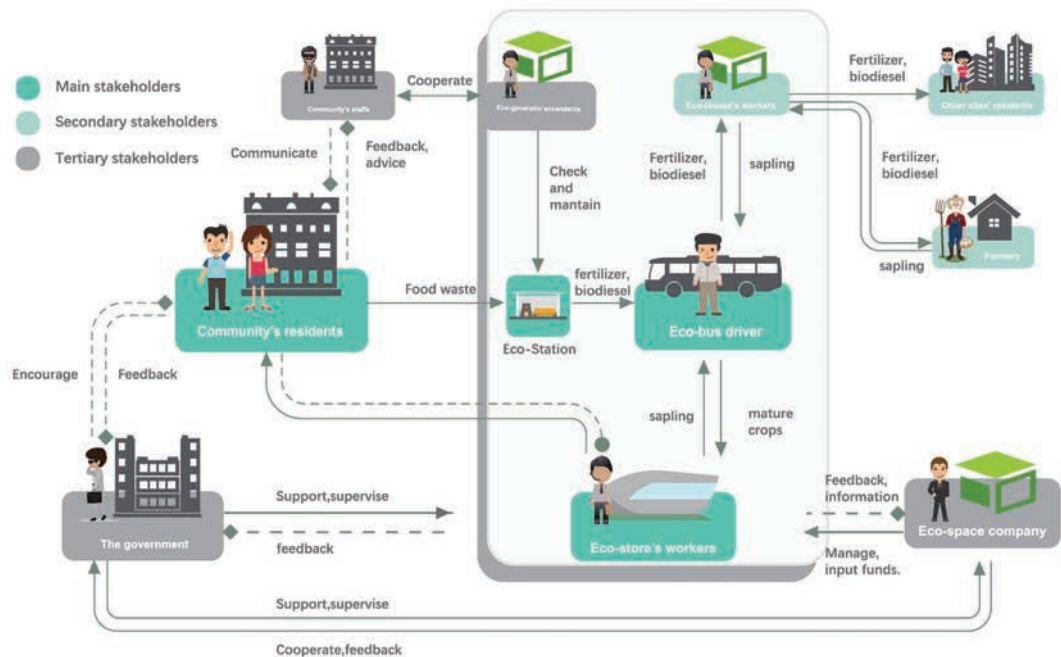 Main stakeholders
Secondary stakeholders
Tertiary stakeholders
Community's staffs
Cooperate
Eco-generator
Eco-House's workers
Fertilizer,
biodiesel
Other cities' residents
Communicate
Feedback,
advice
Check
and
mantain
Fertilizer,
biodiesel
sapling
Fertilizer,
biodiesel
sapling
Farmers
Community's residents
Food waste
Eco-Station
fertilizer,
biodiesel
Eco-bus driver
Encourage
Feedback
sapling
mature
crops
The government
Support,supervise
feedback
Eco-store's workers
Feedback,
information
Manage,
input funds.
Eco-space company
Support,supervise
Cooperate,feedback